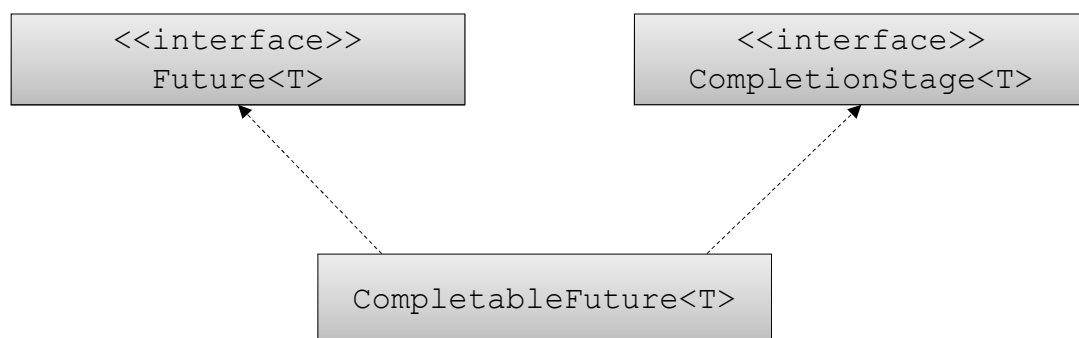 <<interface>>
Future<T>
<<interface>>
CompletionStage<T>
CompletableFuture<T>